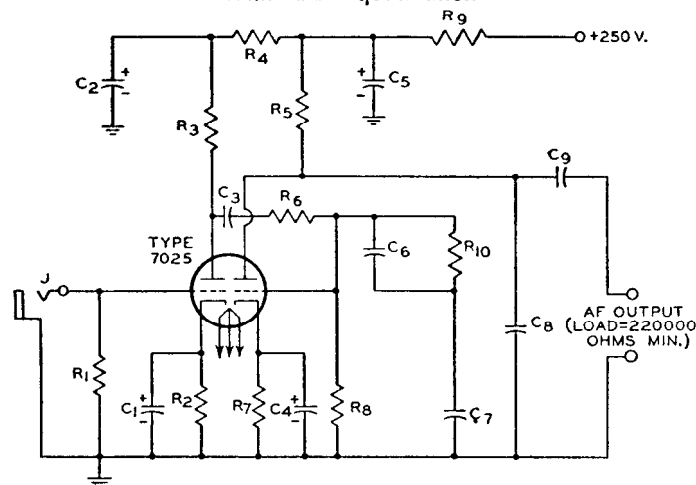 R9
R4
+250 V.
C2
+
-
+
-
C5
R5
R3
C9
C3
R6
TYPE
7025
C6
R10
J
AF OUTPUT
(LOAD=220000
OHMS MIN.)
C8
R1
C1
+
-
R2
R7
C4
+
-
R8
C7